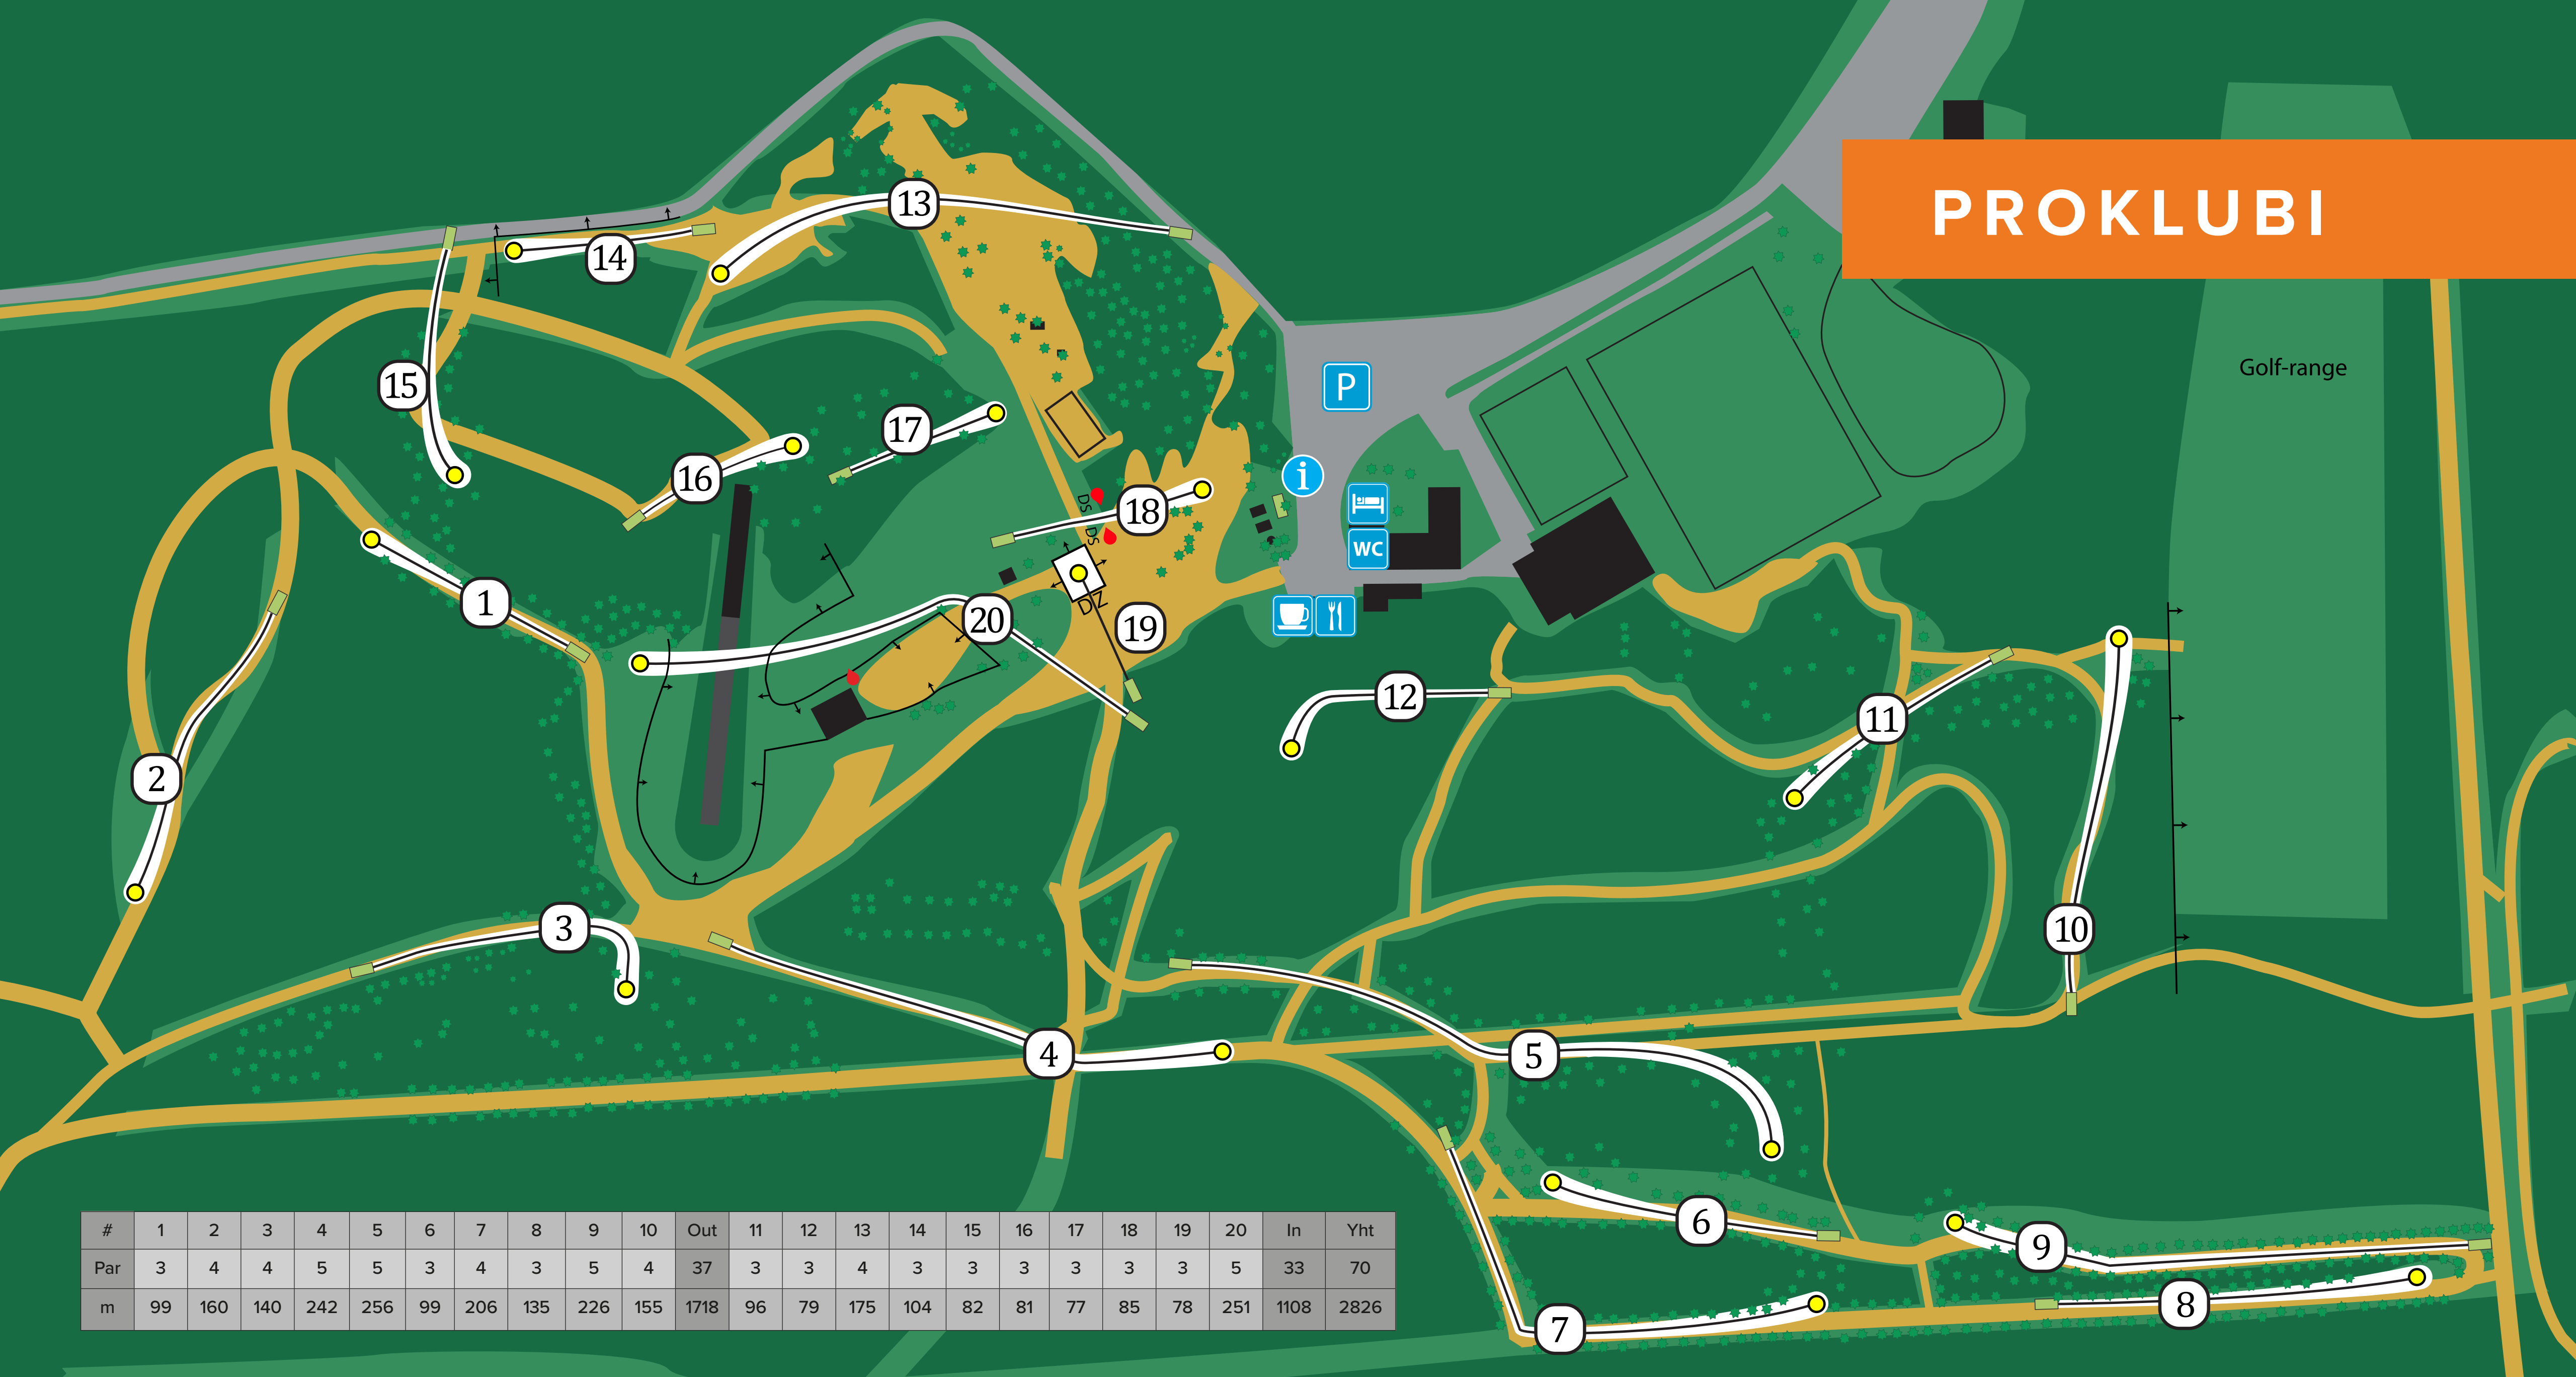 PROKLUBI
Golf-range
13
14
15
P
17
16
i
DS
18
DS
WC
DZ
1
20
19
12
11
2
3
10
4
5
6
9
8
7
# 1 2 3 4 5 6 7 8 9 10 Out 11 12 13 14 15 16 17 18 19 20 In Yht
Par 3 4 4 5 5 3 4 3 5 4 37 3 3 4 3 3 3 3 3 3 5 33 70
m 99 160 140 242 256 99 206 135 226 155 1718 96 79 175 104 82 81 77 85 78 251 1108 2826